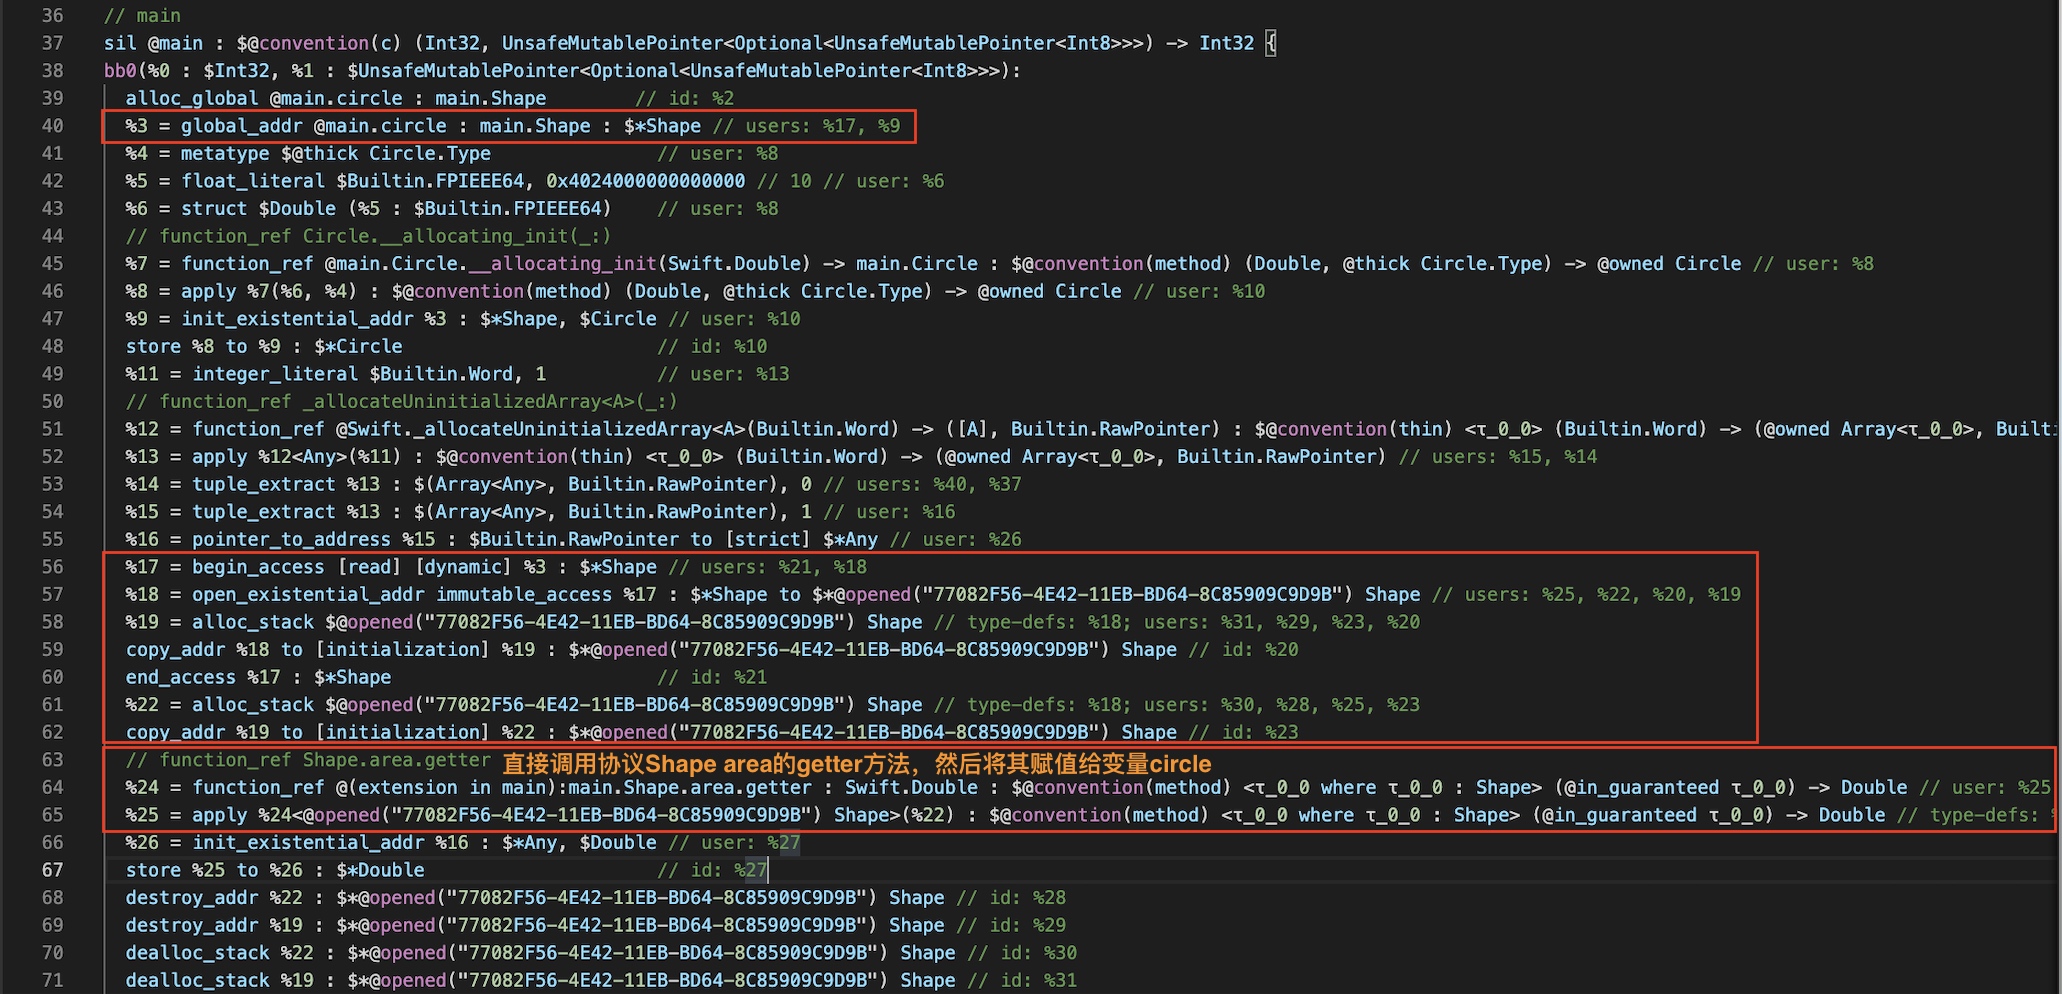 36 // main
37 sil @main : $@convention(c) (Int32, UnsafeMutablePointer<Optional<UnsafeMutablePointer<Int8>>>) -> Int32 {
38 bb0(%0 : $Int32, %1 : $UnsafeMutablePointer<Optional<UnsafeMutablePointer<Int8>>>):
39 alloc_global @main.circle : main.Shape // id: %2
40 %3 = global_addr @main.circle : main.Shape : $*Shape // users: %17, %9
41 %4 = metatype $@thick Circle.Type // user: %8
42 %5 = float_literal $Builtin.FPIEEE64, 0x4024000000000000 // 10 // user: %6
43 %6 = struct $Double (%5 : $Builtin.FPIEEE64) // user: %8
44 // function_ref Circle.__allocating_init(_:)
45 %7 = function_ref @main.Circle.__allocating_init(Swift.Double) -> main.Circle : $@convention(method) (Double, @thick Circle.Type) -> @owned Circle // user: %8
46 %8 = apply %7(%6, %4) : $@convention(method) (Double, @thick Circle.Type) -> @owned Circle // user: %10
47 %9 = init_existential_addr %3 : $*Shape, $Circle // user: %10
48 store %8 to %9 : $*Circle // id: %10
49 %11 = integer_literal $Builtin.Word, 1 // user: %13
50 // function_ref _allocateUninitializedArray<A>(_:)
51 %12 = function_ref @Swift._allocateUninitializedArray<A>(Builtin.Word) -> ([A], Builtin.RawPointer) : $@convention(thin) <τ_0_0> (Builtin.Word) -> (@owned Array<τ_0_0>, Builti
52 %13 = apply %12<Any>(%11) : $@convention(thin) <τ_0_0> (Builtin.Word) -> (@owned Array<τ_0_0>, Builtin.RawPointer) // users: %15, %14
53 %14 = tuple_extract %13 : $(Array<Any>, Builtin.RawPointer), 0 // users: %40, %37
54 %15 = tuple_extract %13 : $(Array<Any>, Builtin.RawPointer), 1 // user: %16
55 %16 = pointer_to_address %15 : $Builtin.RawPointer to [strict] $*Any // user: %26
56 %17 = begin_access [read] [dynamic] %3 : $*Shape // users: %21, %18
57 %18 = open_existential_addr immutable_access %17 : $*Shape to $*@opened("77082F56-4E42-11EB-BD64-8C85909C9D9B") Shape // users: %25, %22, %20, %19
58 %19 = alloc_stack $@opened("77082F56-4E42-11EB-BD64-8C85909C9D9B") Shape // type-defs: %18; users: %31, %29, %23, %20
59 copy_addr %18 to [initialization] %19 : $*@opened("77082F56-4E42-11EB-BD64-8C85909C9D9B") Shape // id: %20
60 end_access %17 : $*Shape // id: %21
61 %22 = alloc_stack $@opened("77082F56-4E42-11EB-BD64-8C85909C9D9B") Shape // type-defs: %18; users: %30, %28, %25, %23
62 copy_addr %19 to [initialization] %22 : $*@opened("77082F56-4E42-11EB-BD64-8C85909C9D9B") Shape // id: %23
63 // function_ref Shape.area.getter 直接调用协议Shape area的getter方法，然后将其赋值给变量circle
64 %24 = function_ref @(extension in main):main.Shape.area.getter : Swift.Double : $@convention(method) <τ_0_0 where τ_0_0 : Shape> (@in_guaranteed τ_0_0) -> Double // user: %25
65 %25 = apply %24<@opened("77082F56-4E42-11EB-BD64-8C85909C9D9B") Shape>(%22) : $@convention(method) <τ_0_0 where τ_0_0 : Shape> (@in_guaranteed τ_0_0) -> Double // type-defs:
66 %26 = init_existential_addr %16 : $*Any, $Double // user: %27
67 store %25 to %26 : $*Double // id: %27
68 destroy_addr %22 : $*@opened("77082F56-4E42-11EB-BD64-8C85909C9D9B") Shape // id: %28
69 destroy_addr %19 : $*@opened("77082F56-4E42-11EB-BD64-8C85909C9D9B") Shape // id: %29
70 dealloc_stack %22 : $*@opened("77082F56-4E42-11EB-BD64-8C85909C9D9B") Shape // id: %30
71 dealloc_stack %19 : $*@opened("77082F56-4E42-11EB-BD64-8C85909C9D9B") Shape // id: %31